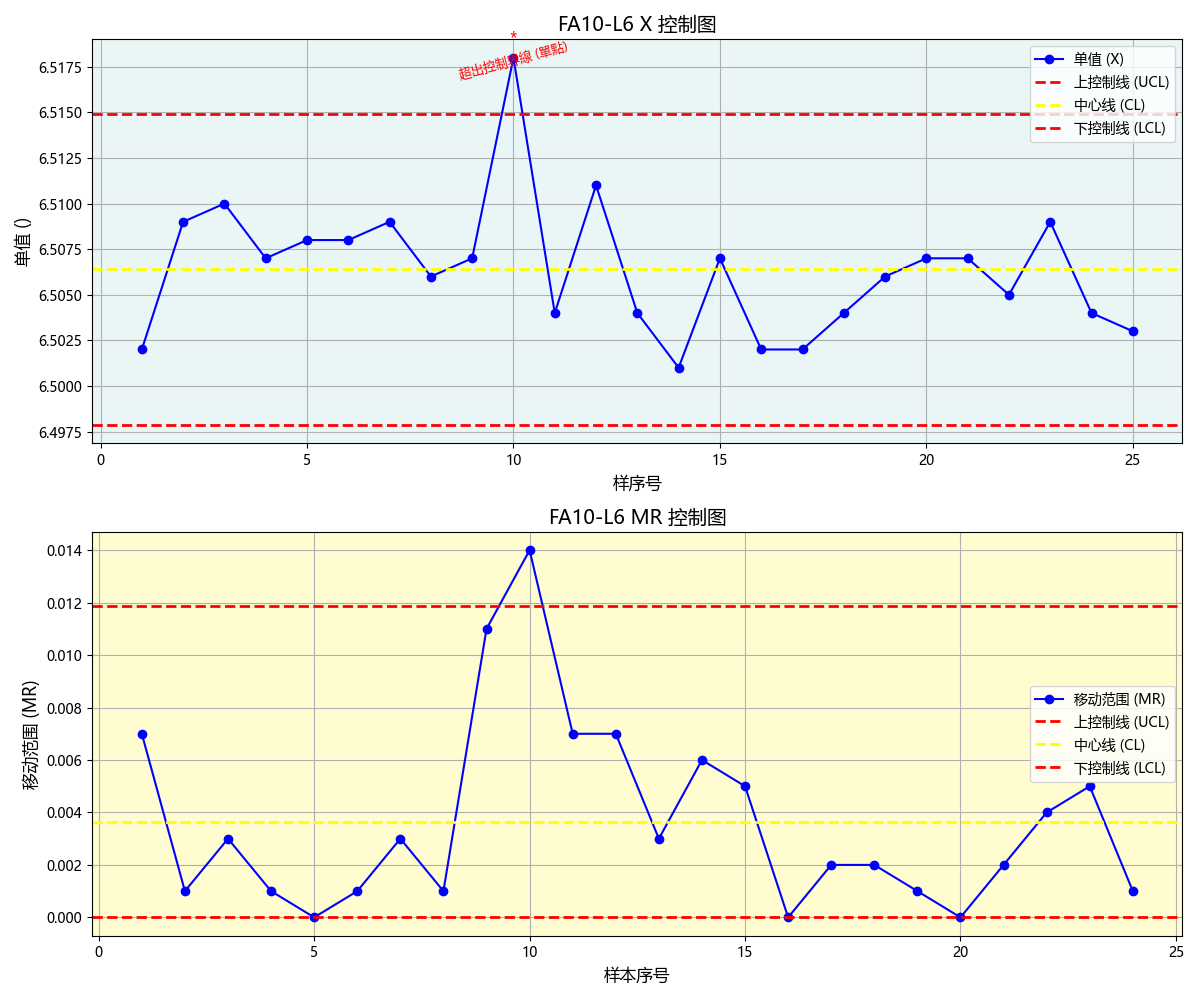 FA10-L6 X 控制图
*
超出控制界線 (單點)
6.5175
6.5150
6.5125
6.5100
6.5075
6.5050
6.5025
6.5000
6.4975
单值 ()
单值 (X)
上控制线 (UCL)
中心线 (CL)
下控制线 (LCL)
0 5 10 15 20 25
样序号
FA10-L6 MR 控制图
0.014
0.012
0.010
0.008
0.006
0.004
0.002
0.000
移动范围 (MR)
移动范围 (MR)
上控制线 (UCL)
中心线 (CL)
下控制线 (LCL)
0 5 10 15 20 25
样本序号